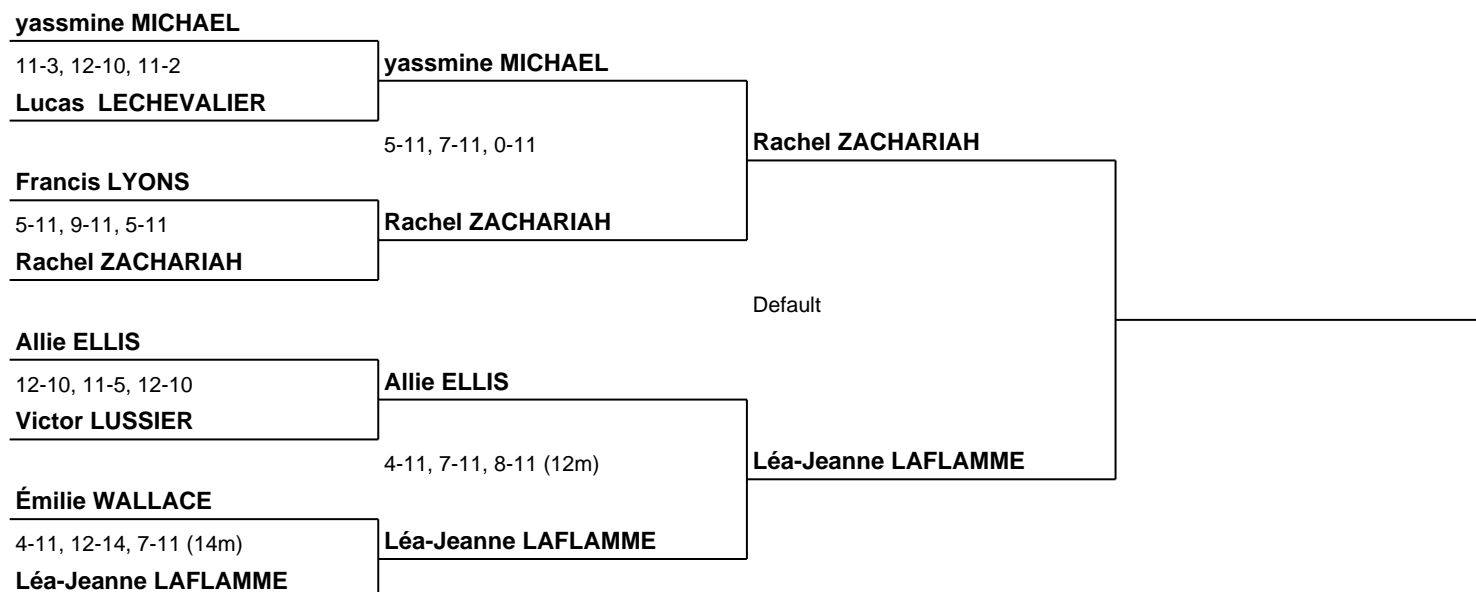 yassmine MICHAEL
11-3, 12-10, 11-2
yassmine MICHAEL
Lucas  LECHEVALIER
5-11, 7-11, 0-11
Rachel ZACHARIAH
Francis LYONS
5-11, 9-11, 5-11
Rachel ZACHARIAH
Rachel ZACHARIAH
Default
Allie ELLIS
12-10, 11-5, 12-10
Allie ELLIS
Victor LUSSIER
4-11, 7-11, 8-11 (12m)
Léa-Jeanne LAFLAMME
Émilie WALLACE
4-11, 12-14, 7-11 (14m)
Léa-Jeanne LAFLAMME
Léa-Jeanne LAFLAMME